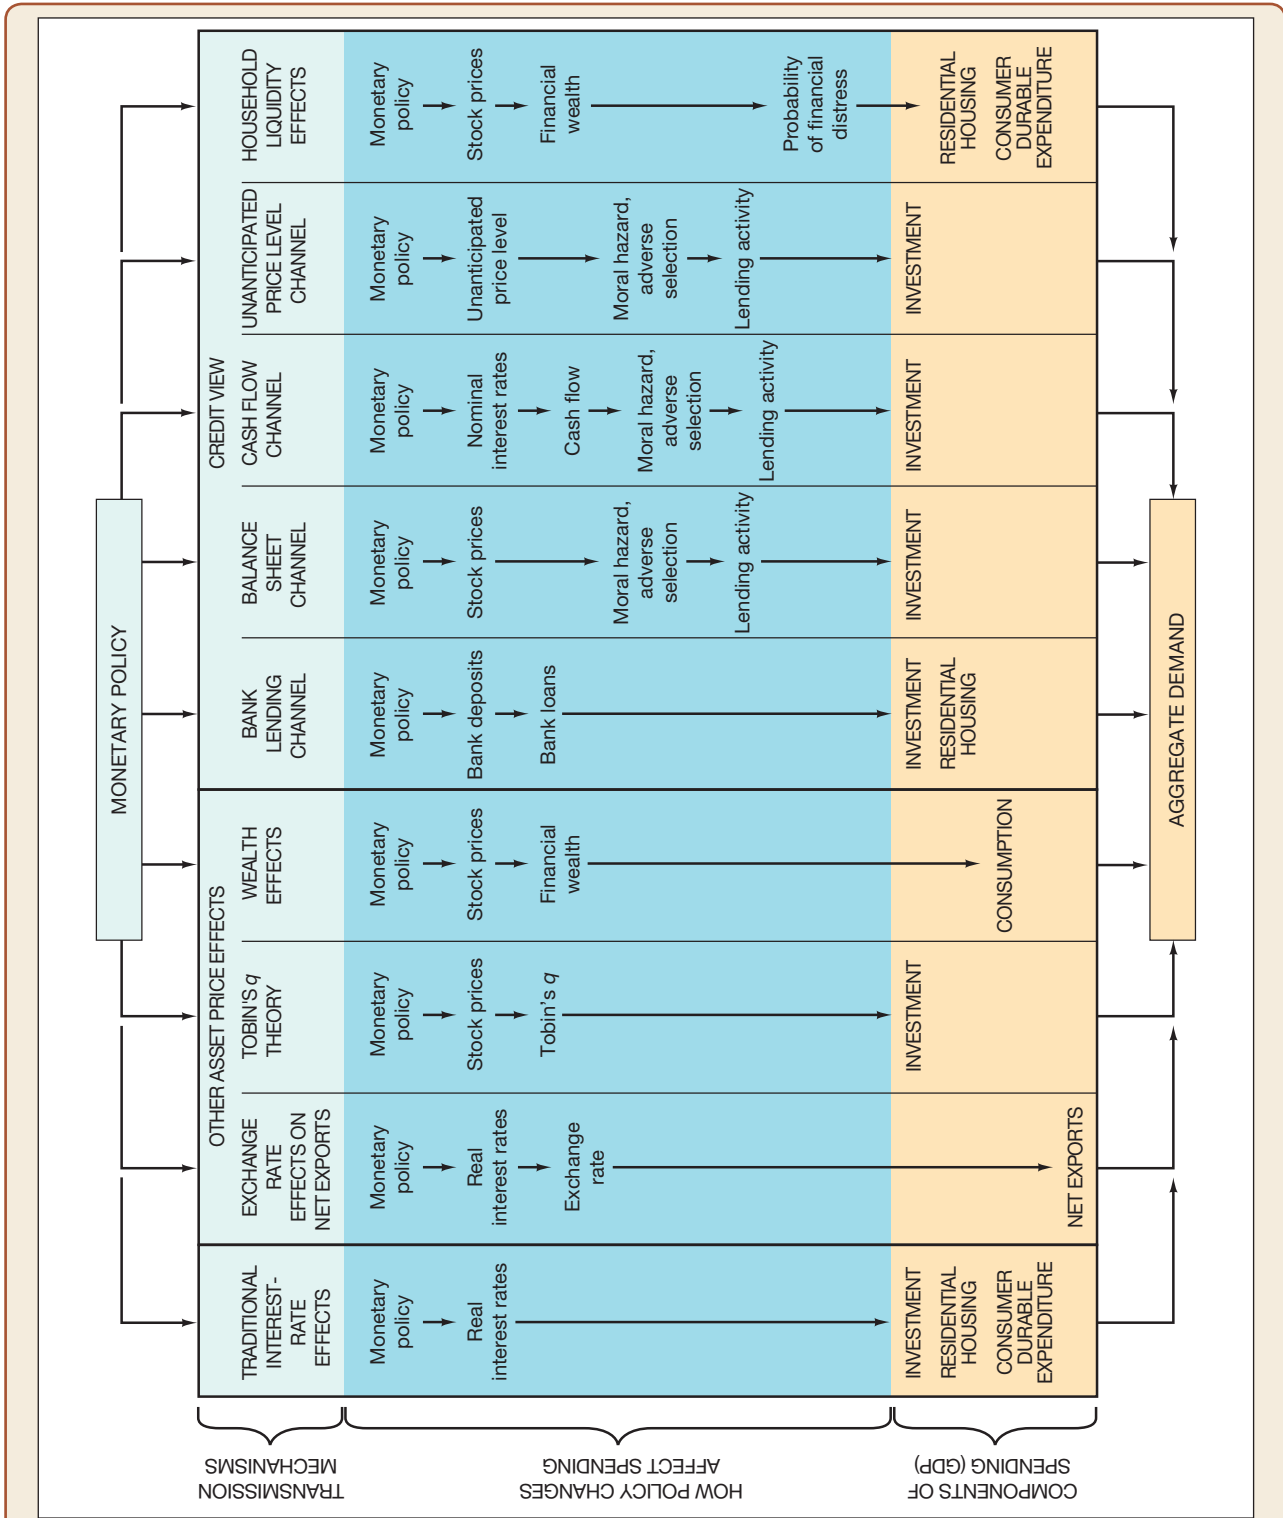 MONETARY POLICY
TRANSMISSION
MECHANISMS
HOW POLICY CHANGES
AFFECT SPENDING
COMPONENTS OF
SPENDING (GDP)
TRADITIONAL
INTEREST-
RATE
EFFECTS
Monetary
policy
Real
interest rates
INVESTMENT
RESIDENTIAL
HOUSING
CONSUMER
DURABLE
EXPENDITURE
OTHER ASSET PRICE EFFECTS
EXCHANGE
RATE
EFFECTS ON
NET EXPORTS
Monetary
policy
Real
interest rates
Exchange
rate
NET EXPORTS
TOBIN'S q
THEORY
Monetary
policy
Stock prices
Tobin's q
INVESTMENT
WEALTH
EFFECTS
Monetary
policy
Stock prices
Financial
wealth
CONSUMPTION
CREDIT VIEW
BANK
LENDING
CHANNEL
Monetary
policy
Bank deposits
Bank loans
INVESTMENT
RESIDENTIAL
HOUSING
BALANCE
SHEET
CHANNEL
Monetary
policy
Stock prices
Moral hazard,
adverse
selection
Lending activity
INVESTMENT
CASH FLOW
CHANNEL
Monetary
policy
Nominal
interest rates
Cash flow
Moral hazard,
adverse
selection
Lending activity
INVESTMENT
UNANTICIPATED
PRICE LEVEL
CHANNEL
Monetary
policy
Unanticipated
price level
Moral hazard,
adverse
selection
Lending activity
INVESTMENT
HOUSEHOLD
LIQUIDITY
EFFECTS
Monetary
policy
Stock prices
Financial
wealth
Probability
of financial
distress
RESIDENTIAL
HOUSING
CONSUMER
DURABLE
EXPENDITURE
AGGREGATE DEMAND